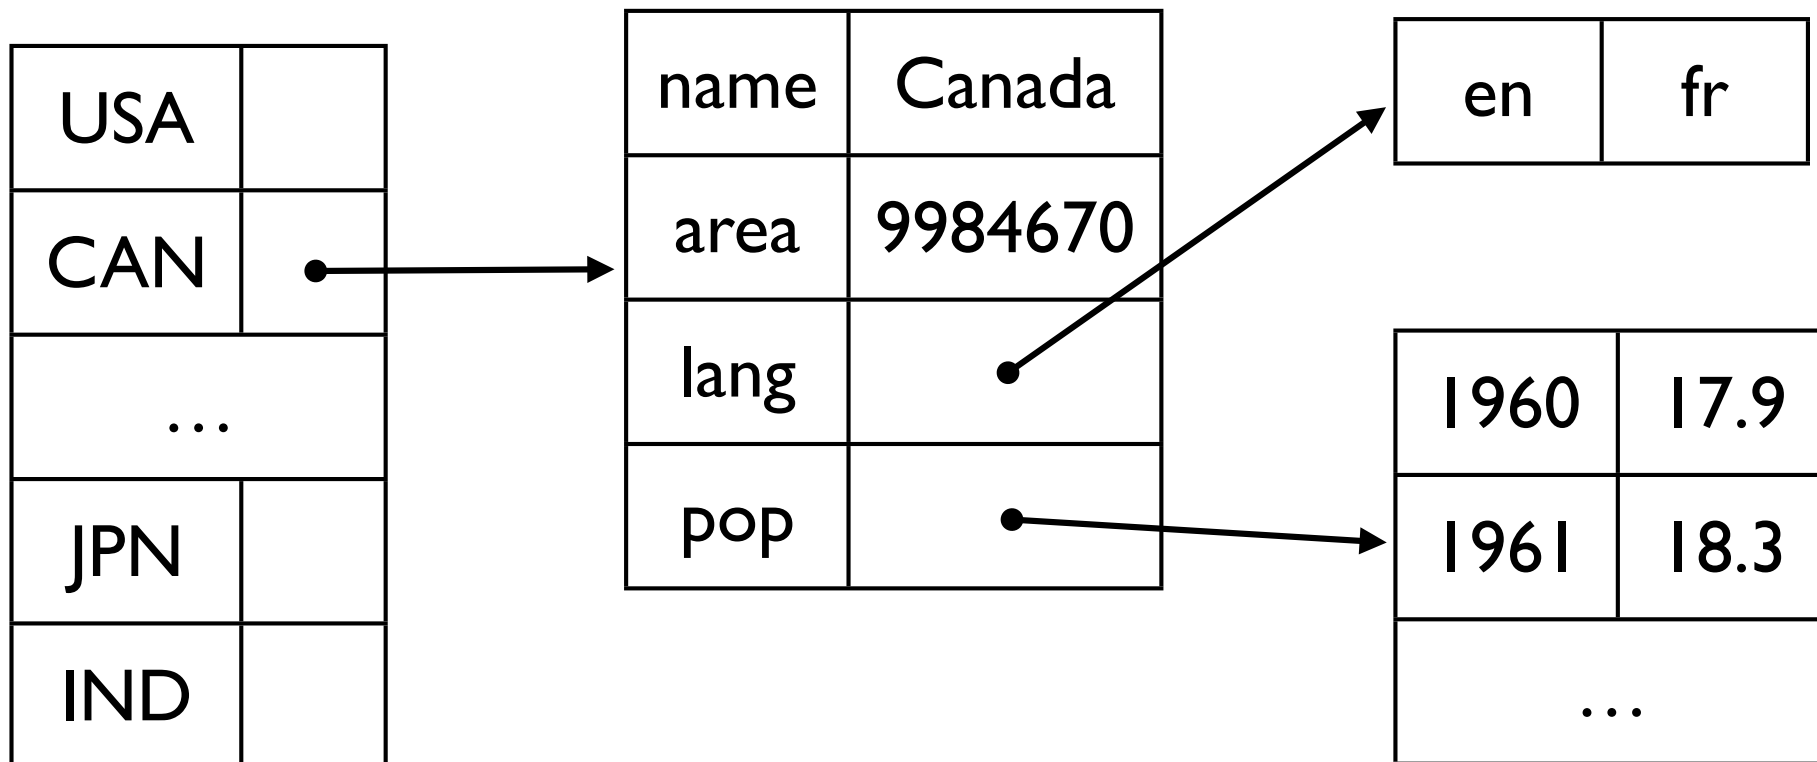 USA
CAN
...
JPN
IND
name Canada
area 9984670
lang
pop
en fr
1960 17.9
1961 18.3
...